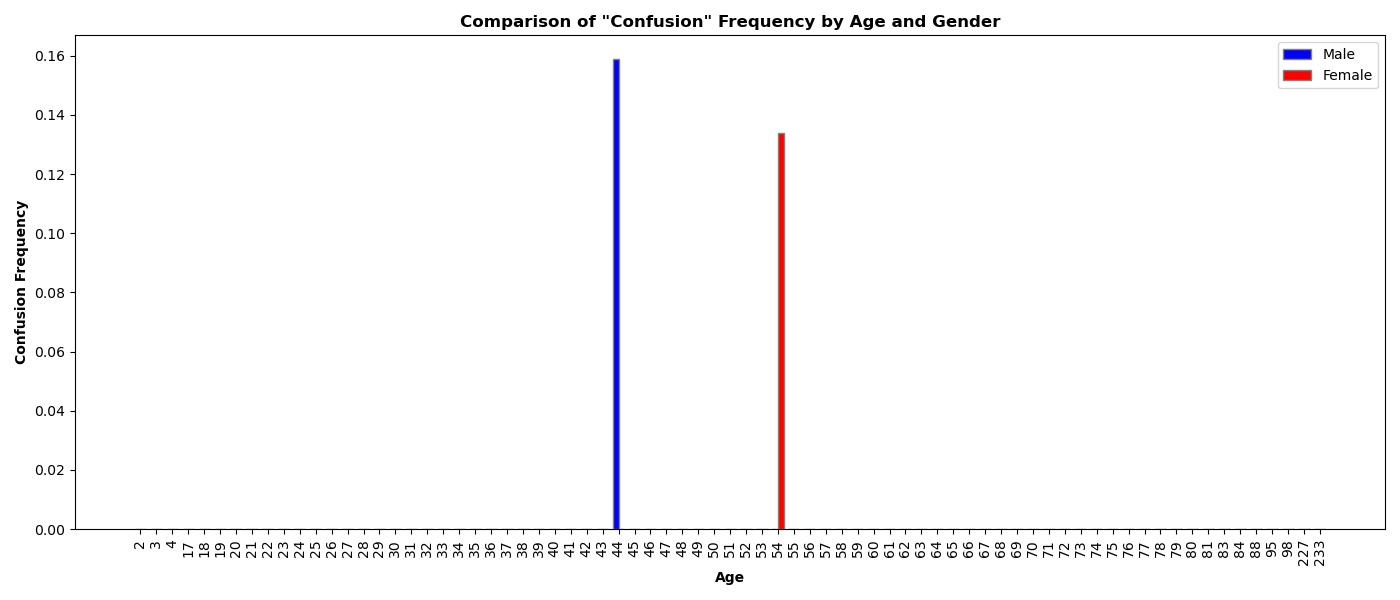 Comparison of "Confusion" Frequency by Age and Gender
Male
Female
Confusion Frequency
0.16
0.14
0.12
0.10
0.08
0.06
0.04
0.02
0.00
2 3 4 17 18 19 20 21 22 23 24 25 26 27 28 29 30 31 32 33 34 35 36 37 38 39 40 41 42 43 44 45 46 47 48 49 50 51 52 53 54 55 56 57 58 59 60 61 62 63 64 65 66 67 68 69 70 71 72 73 74 75 76 77 78 79 80 81 83 84 88 95 98 227 233
Age